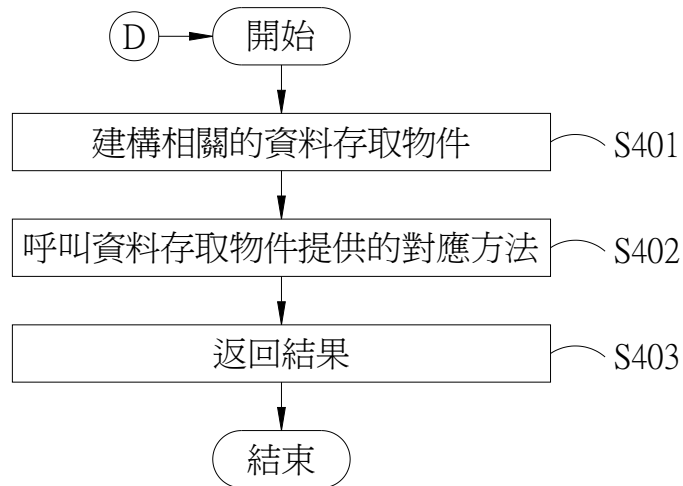 D
開始
建構相關的資料存取物件
S401
呼叫資料存取物件提供的對應方法
S402
返回結果
S403
結束